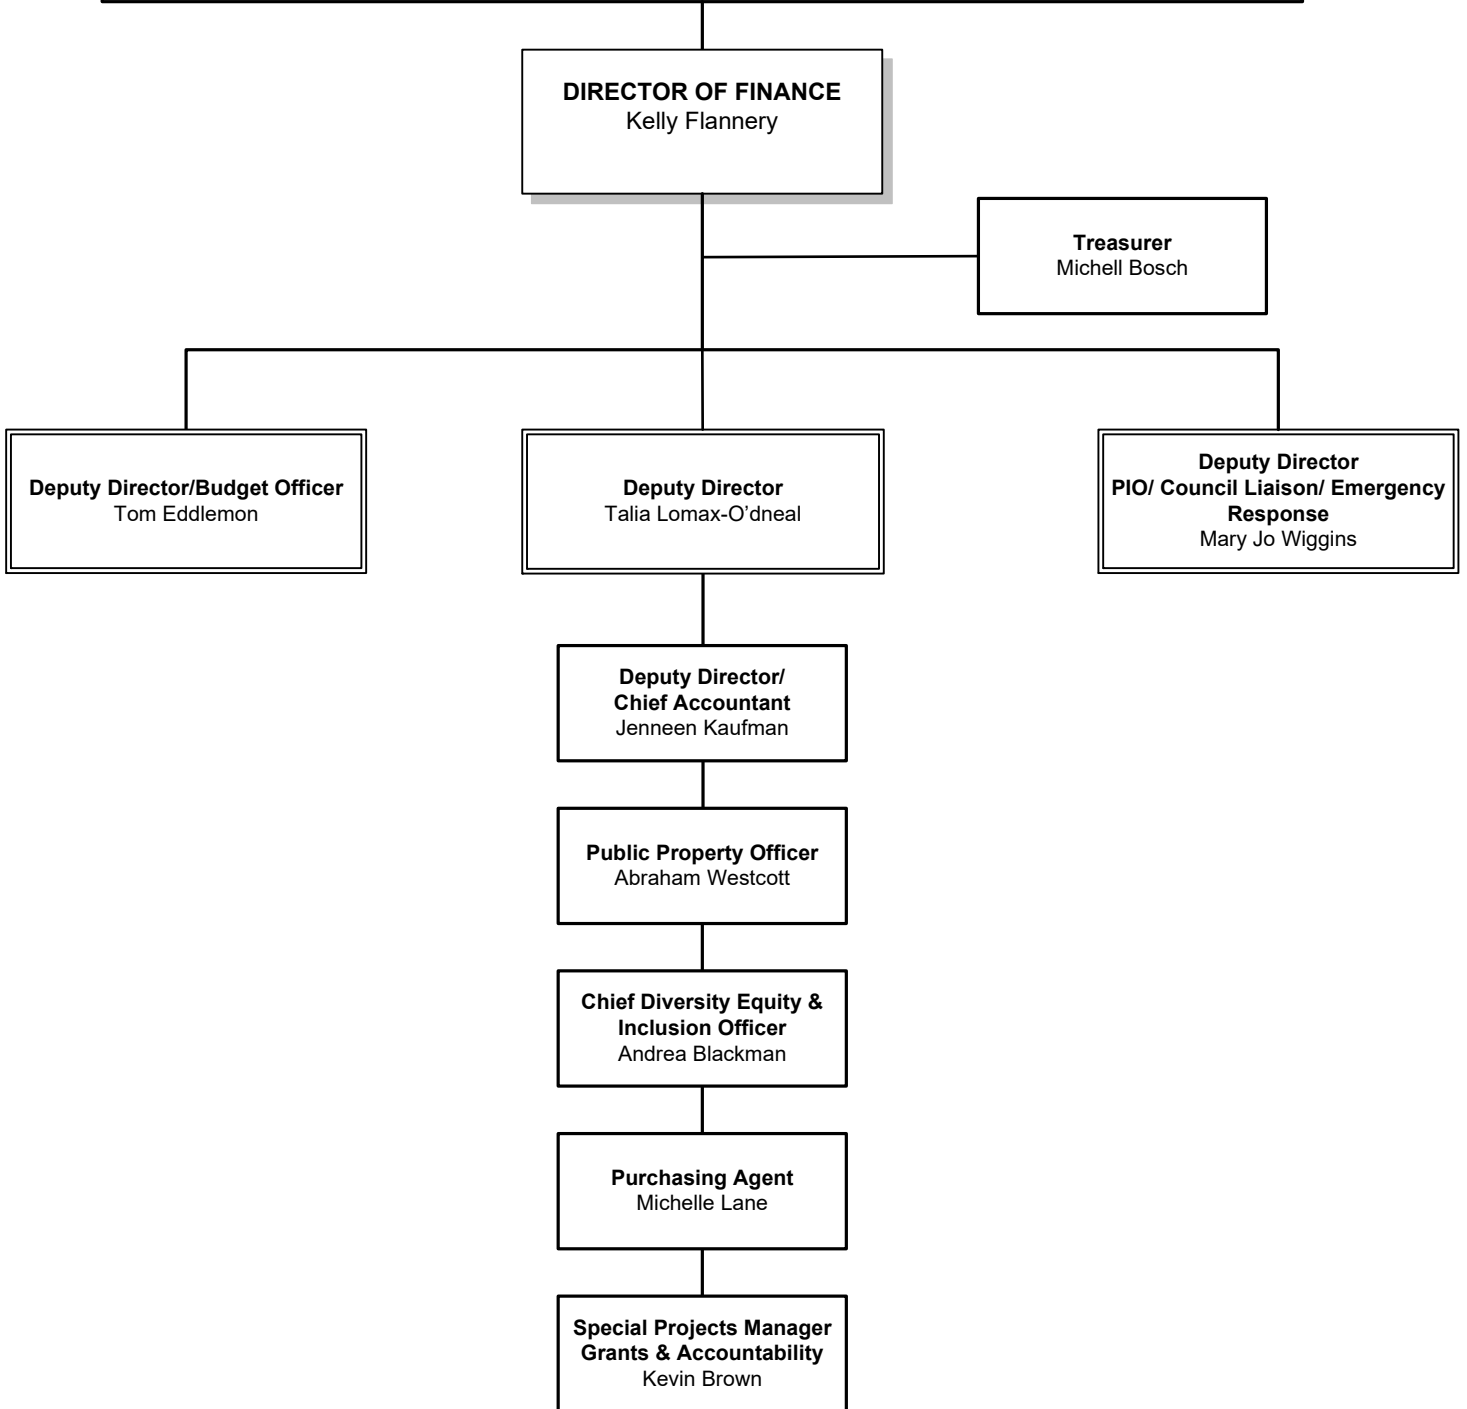 DIRECTOR OF FINANCE
Kelly Flannery
Treasurer
Michell Bosch
Deputy Director/Budget Officer
Tom Eddlemon
Deputy Director
Talia Lomax-O’dneal
Deputy Director
PIO/ Council Liaison/ Emergency
Response
Mary Jo Wiggins
Deputy Director/
Chief Accountant
Jenneen Kaufman
Public Property Officer
Abraham Westcott
Chief Diversity Equity &
Inclusion Officer
Andrea Blackman
Purchasing Agent
Michelle Lane
Special Projects Manager
Grants & Accountability
Kevin Brown